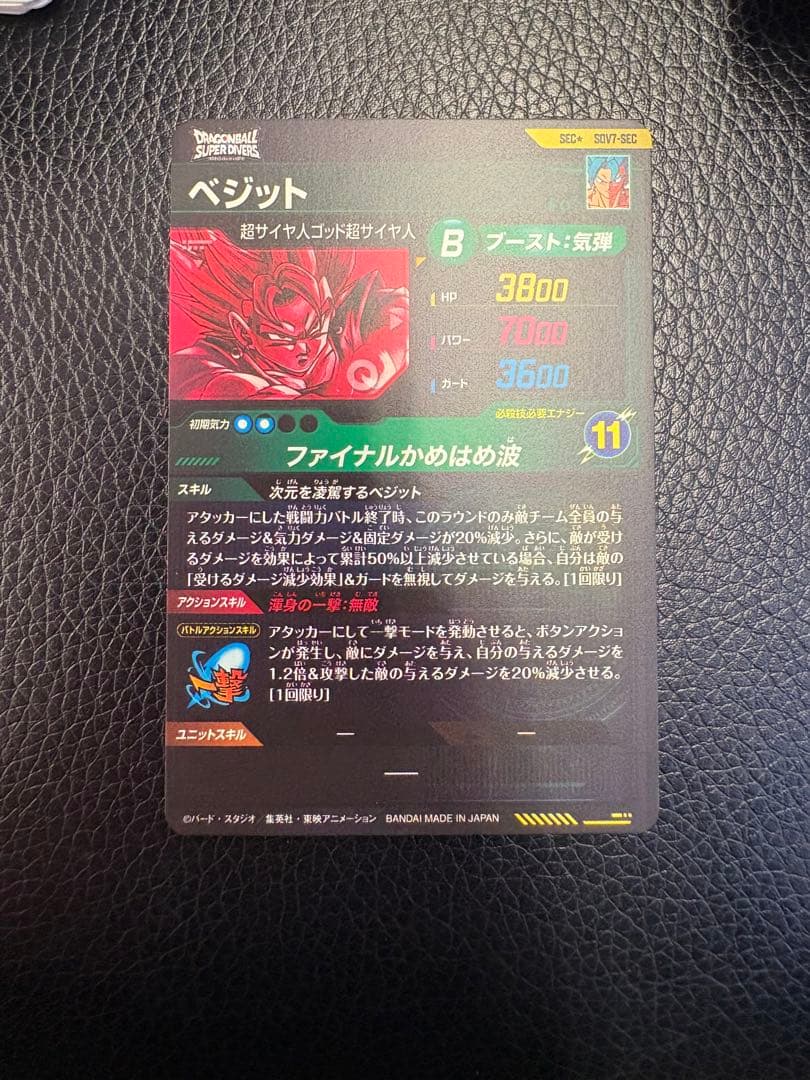 DRAGONBALL
SUPER DIVERS
SEC★ SDV7-SEC
ベジット
超サイヤ人ゴッド超サイヤ人
B ブースト：気弾
HP 3800
パワー 7000
ガード 3600
初期気力
必殺技必要エナジー
11
ファイナルかめはめ波
スキル 次元を凌駕するベジット
アタッカーにした戦闘力バトル終了時、このラウンドのみ敵チーム全員の与
えるダメージ&気力ダメージ&固定ダメージが20%減少。さらに、敵が受け
るダメージを効果によって累計50%以上減少させている場合、自分は敵の
「受けるダメージ減少効果」&ガードを無視してダメージを与える。[1回限り]
アクションスキル 渾身の一撃：無敵
バトルアクションスキル
一撃
アタッカーにして一撃モードを発動させると、ボタンアクショ
ンが発生し、敵にダメージを与え、自分の与えるダメージを
1.2倍&攻撃した敵の与えるダメージを20%減少させる。
[1回限り]
ユニットスキル — —
—
©バード・スタジオ／集英社・東映アニメーション BANDAI MADE IN JAPAN